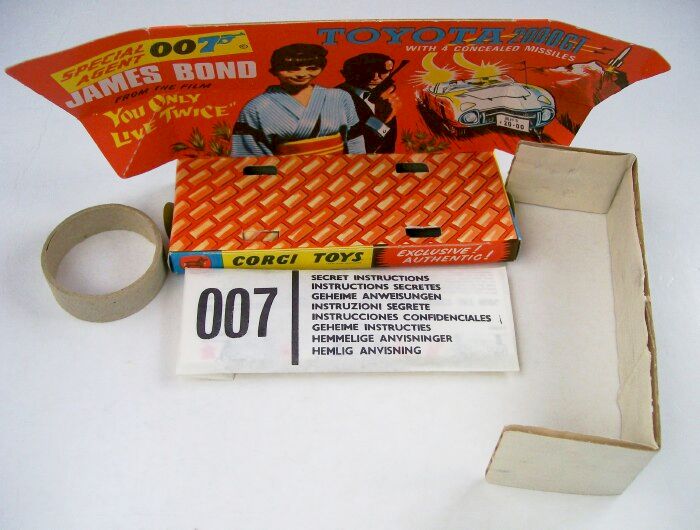 SPECIAL AGENT 007
JAMES BOND
FROM THE FILM
"YOU ONLY
LIVE TWICE"
TOYOTA 2000GT
WITH 4 CONCEALED MISSILES
20-00
CORGI TOYS
EXCLUSIVE!
AUTHENTIC!
007
SECRET INSTRUCTIONS
INSTRUCTIONS SECRETES
GEHEIME ANWEISUNGEN
INSTRUZIONI SEGRETE
INSTRUCCIONES CONFIDENCIALES
GEHEIME INSTRUCTIES
HEMMELIGE ANVISNINGER
HEMLIG ANVISNING